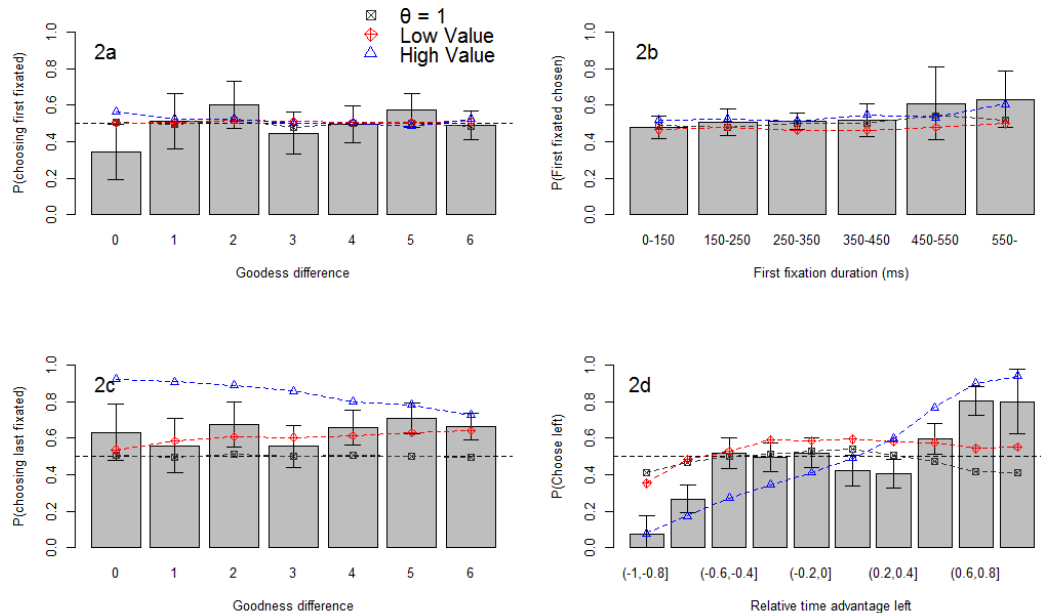 θ = 1
Low Value
High Value
2a
P(choosing first fixated)
0.0 0.2 0.4 0.6 0.8 1.0
0 1 2 3 4 5 6
Goodess difference
2b
P(First fixated chosen)
0.0 0.2 0.4 0.6 0.8 1.0
0-150 150-250 250-350 350-450 450-550 550-
First fixation duration (ms)
2c
P(choosing last fixated)
0.0 0.2 0.4 0.6 0.8 1.0
0 1 2 3 4 5 6
Goodness difference
2d
P(Choose left)
0.0 0.2 0.4 0.6 0.8 1.0
(-1,-0.8] (-0.6,-0.4] (-0.2,0] (0.2,0.4] (0.6,0.8]
Relative time advantage left